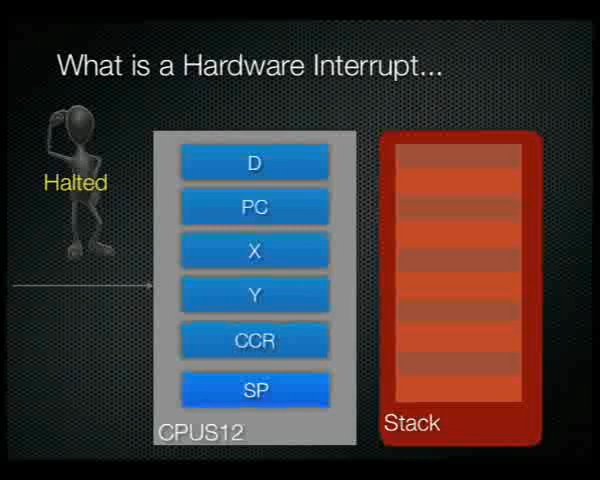 What is a Hardware Interrupt...
Halted
D
PC
X
Y
CCR
SP
CPUS12
Stack